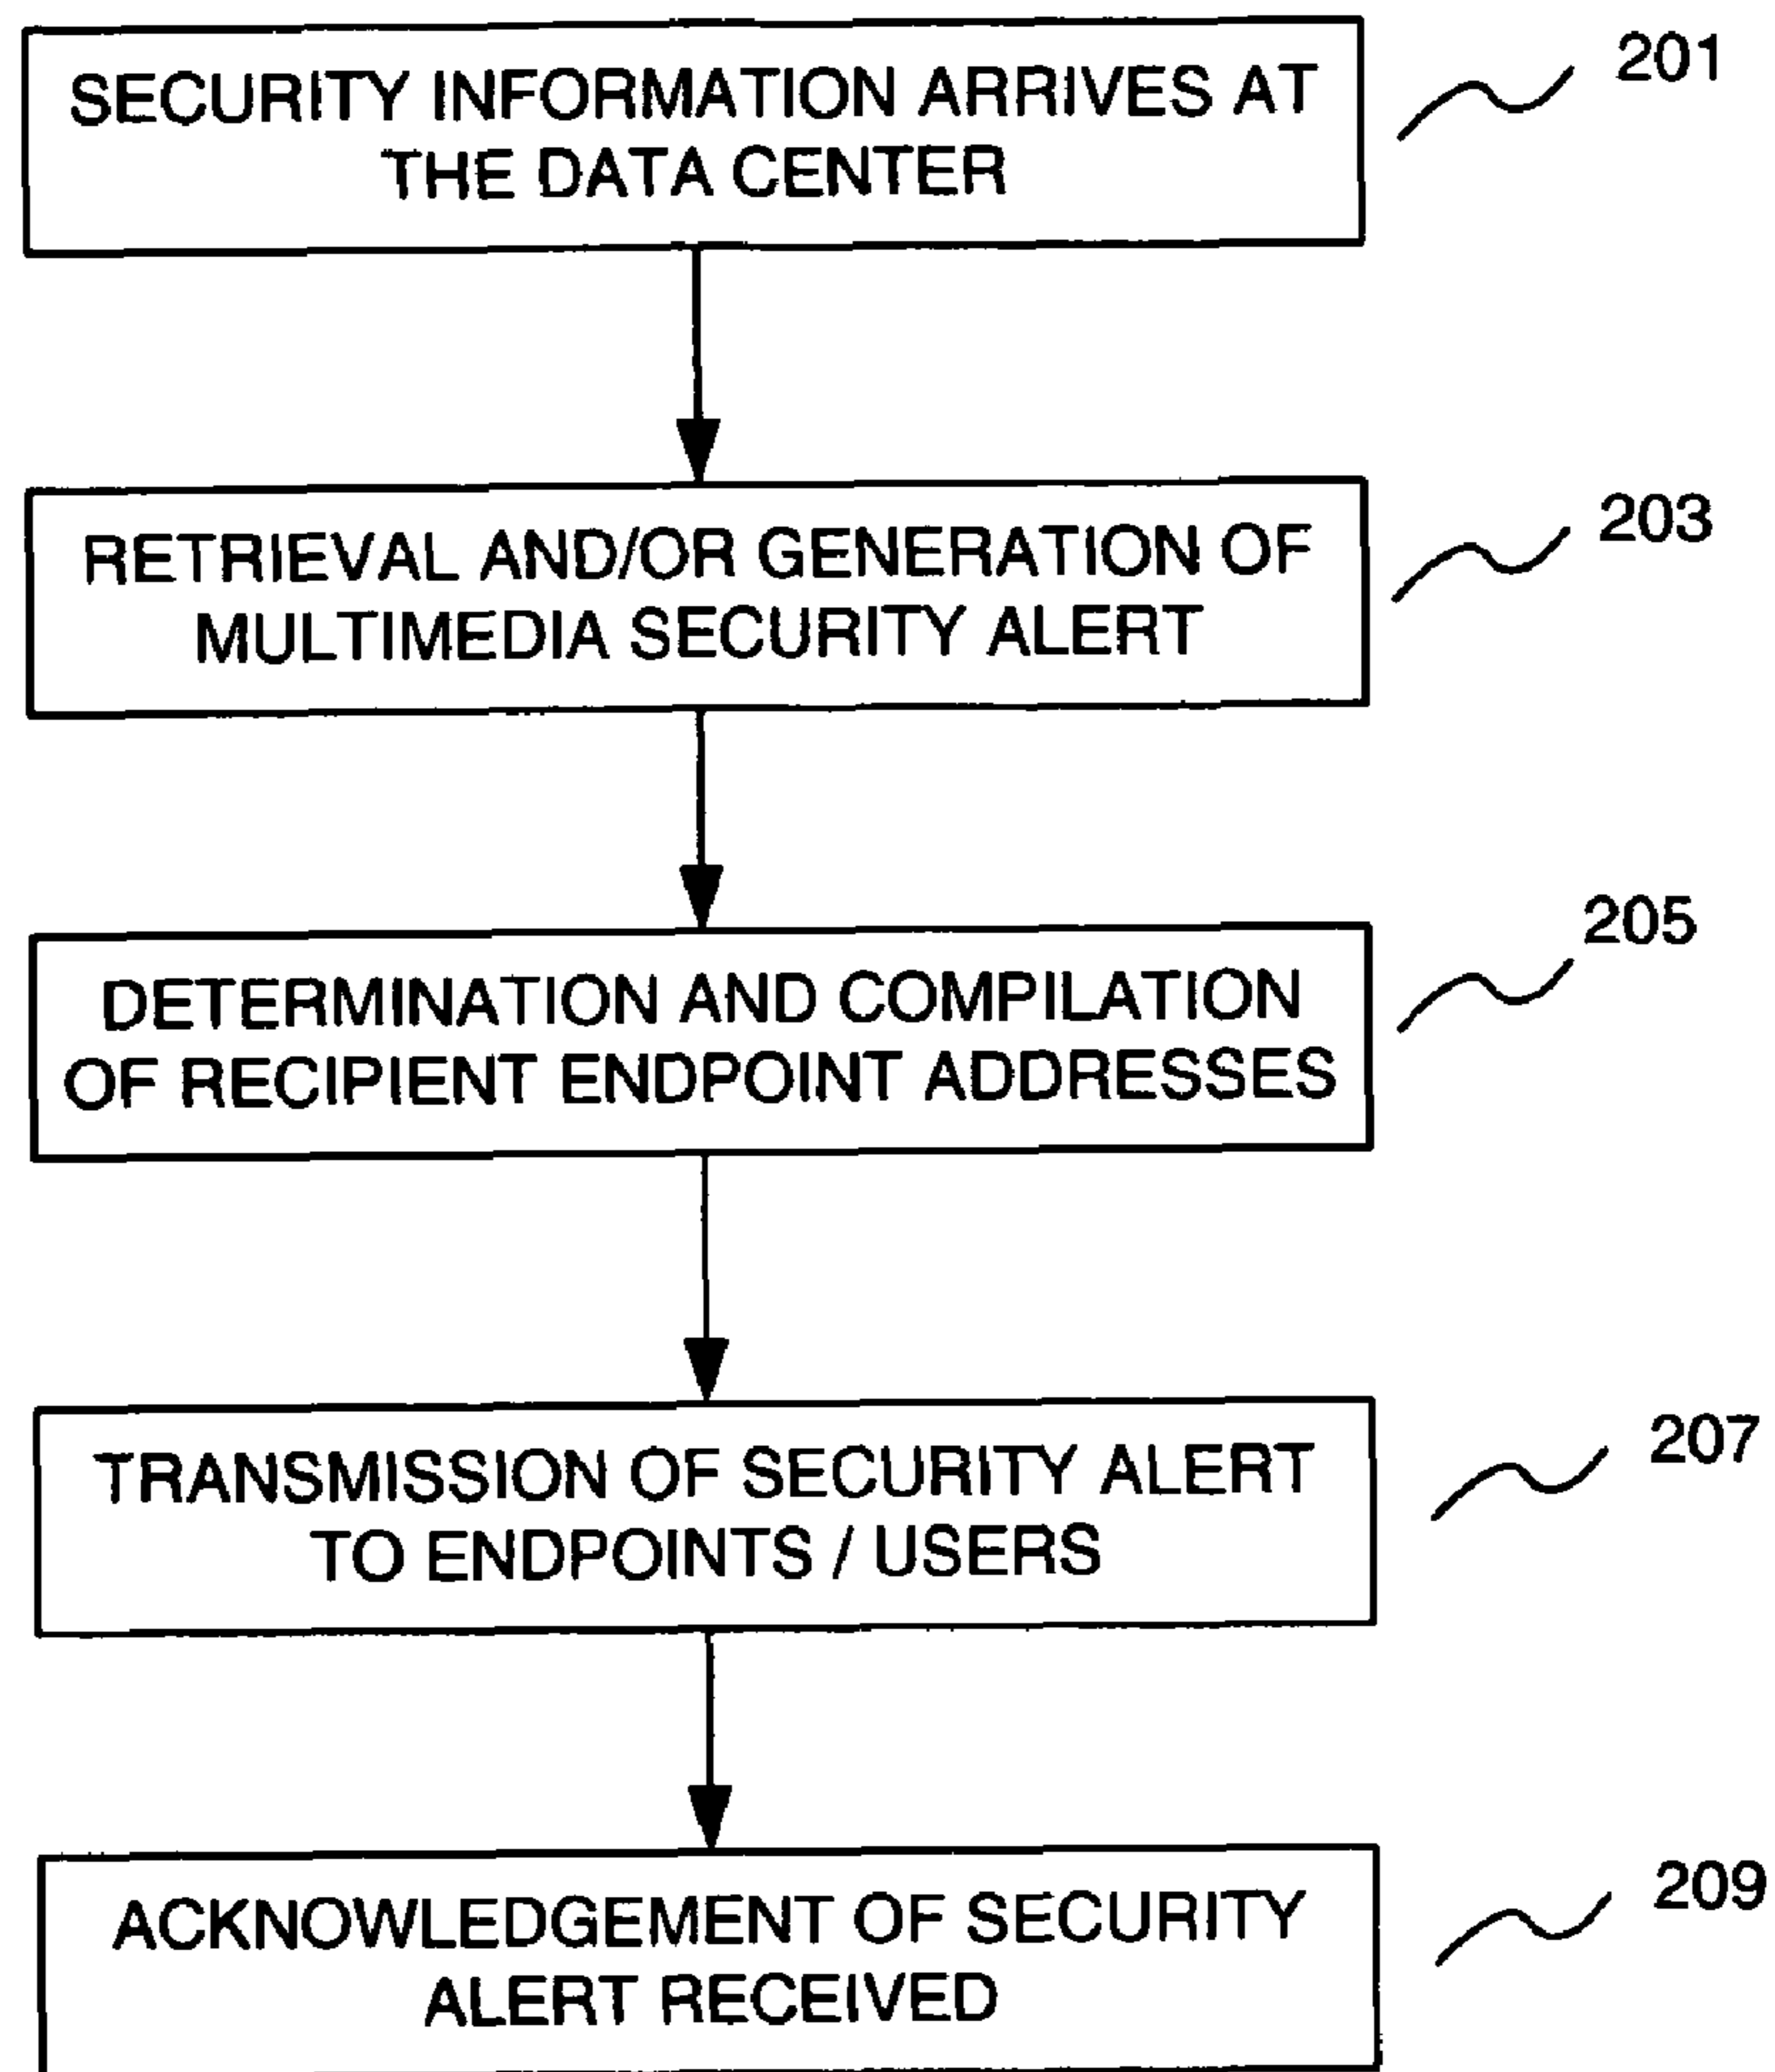 SECURITY INFORMATION ARRIVES AT
THE DATA CENTER
201
RETRIEVAL AND/OR GENERATION OF
MULTIMEDIA SECURITY ALERT
203
DETERMINATION AND COMPILATION
OF RECIPIENT ENDPOINT ADDRESSES
205
TRANSMISSION OF SECURITY ALERT
TO ENDPOINTS / USERS
207
ACKNOWLEDGEMENT OF SECURITY
ALERT RECEIVED
209